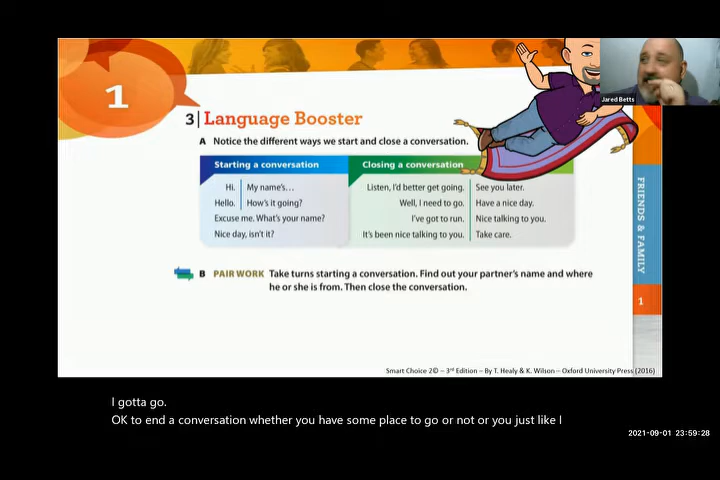 Jared Betts
1
3 | Language Booster
A Notice the different ways we start and close a conversation.
Starting a conversation
Hi. My name's...
Hello. How's it going?
Excuse me. What's your name?
Nice day, isn't it?
Closing a conversation
Listen, I'd better get going. See you later.
Well, I need to go. Have a nice day.
I've got to run. Nice talking to you.
It's been nice talking to you. Take care.
B PAIR WORK Take turns starting a conversation. Find out your partner's name and where
he or she is from. Then close the conversation.
FRIENDS & FAMILY
1
Smart Choice 2© – 3rd Edition – By T. Healy & K. Wilson – Oxford University Press (2016)
I gotta go.
OK to end a conversation whether you have some place to go or not or you just like I
2021-09-01 23:59:28